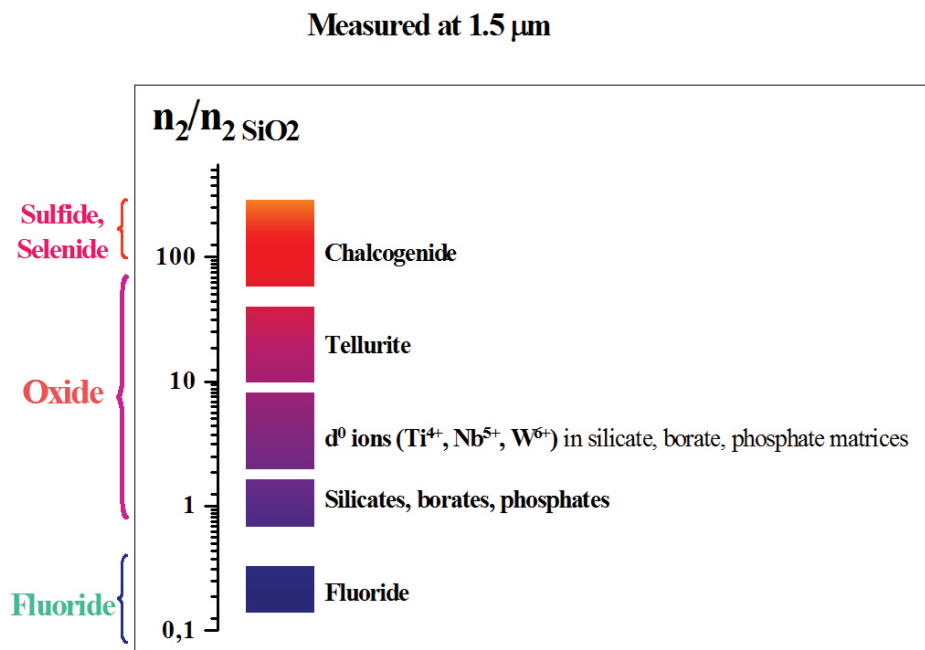 Measured at 1.5 μm
n₂/n₂ SiO2
Sulfide,
Selenide
100
Chalcogenide
Tellurite
Oxide
10
d⁰ ions (Ti⁴⁺, Nb⁵⁺, W⁶⁺) in silicate, borate, phosphate matrices
1
Silicates, borates, phosphates
Fluoride
Fluoride
0,1